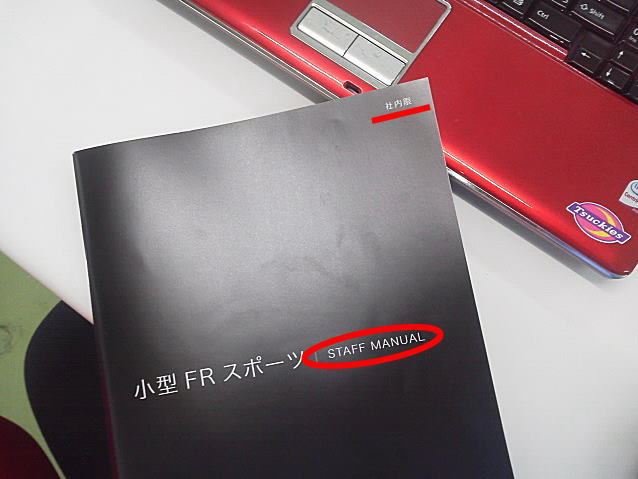 社内限
小型 FR スポーツ | STAFF MANUAL
Ctrl
Shift
Tsuckies